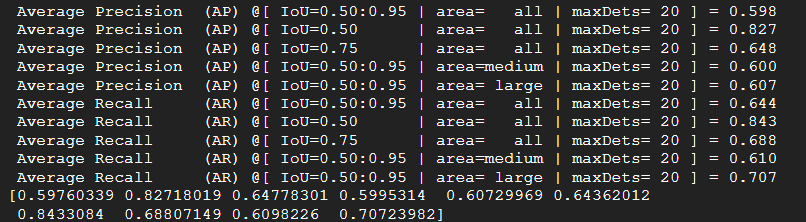 Average Precision  (AP) @[ IoU=0.50:0.95 | area=   all | maxDets= 20 ] = 0.598
Average Precision  (AP) @[ IoU=0.50      | area=   all | maxDets= 20 ] = 0.827
Average Precision  (AP) @[ IoU=0.75      | area=   all | maxDets= 20 ] = 0.648
Average Precision  (AP) @[ IoU=0.50:0.95 | area=medium | maxDets= 20 ] = 0.600
Average Precision  (AP) @[ IoU=0.50:0.95 | area= large | maxDets= 20 ] = 0.607
Average Recall     (AR) @[ IoU=0.50:0.95 | area=   all | maxDets= 20 ] = 0.644
Average Recall     (AR) @[ IoU=0.50      | area=   all | maxDets= 20 ] = 0.843
Average Recall     (AR) @[ IoU=0.75      | area=   all | maxDets= 20 ] = 0.688
Average Recall     (AR) @[ IoU=0.50:0.95 | area=medium | maxDets= 20 ] = 0.610
Average Recall     (AR) @[ IoU=0.50:0.95 | area= large | maxDets= 20 ] = 0.707
[0.59760339 0.82718019 0.64778301 0.5995314  0.60729969 0.64362012
0.8433084  0.68807149 0.6098226  0.70723982]